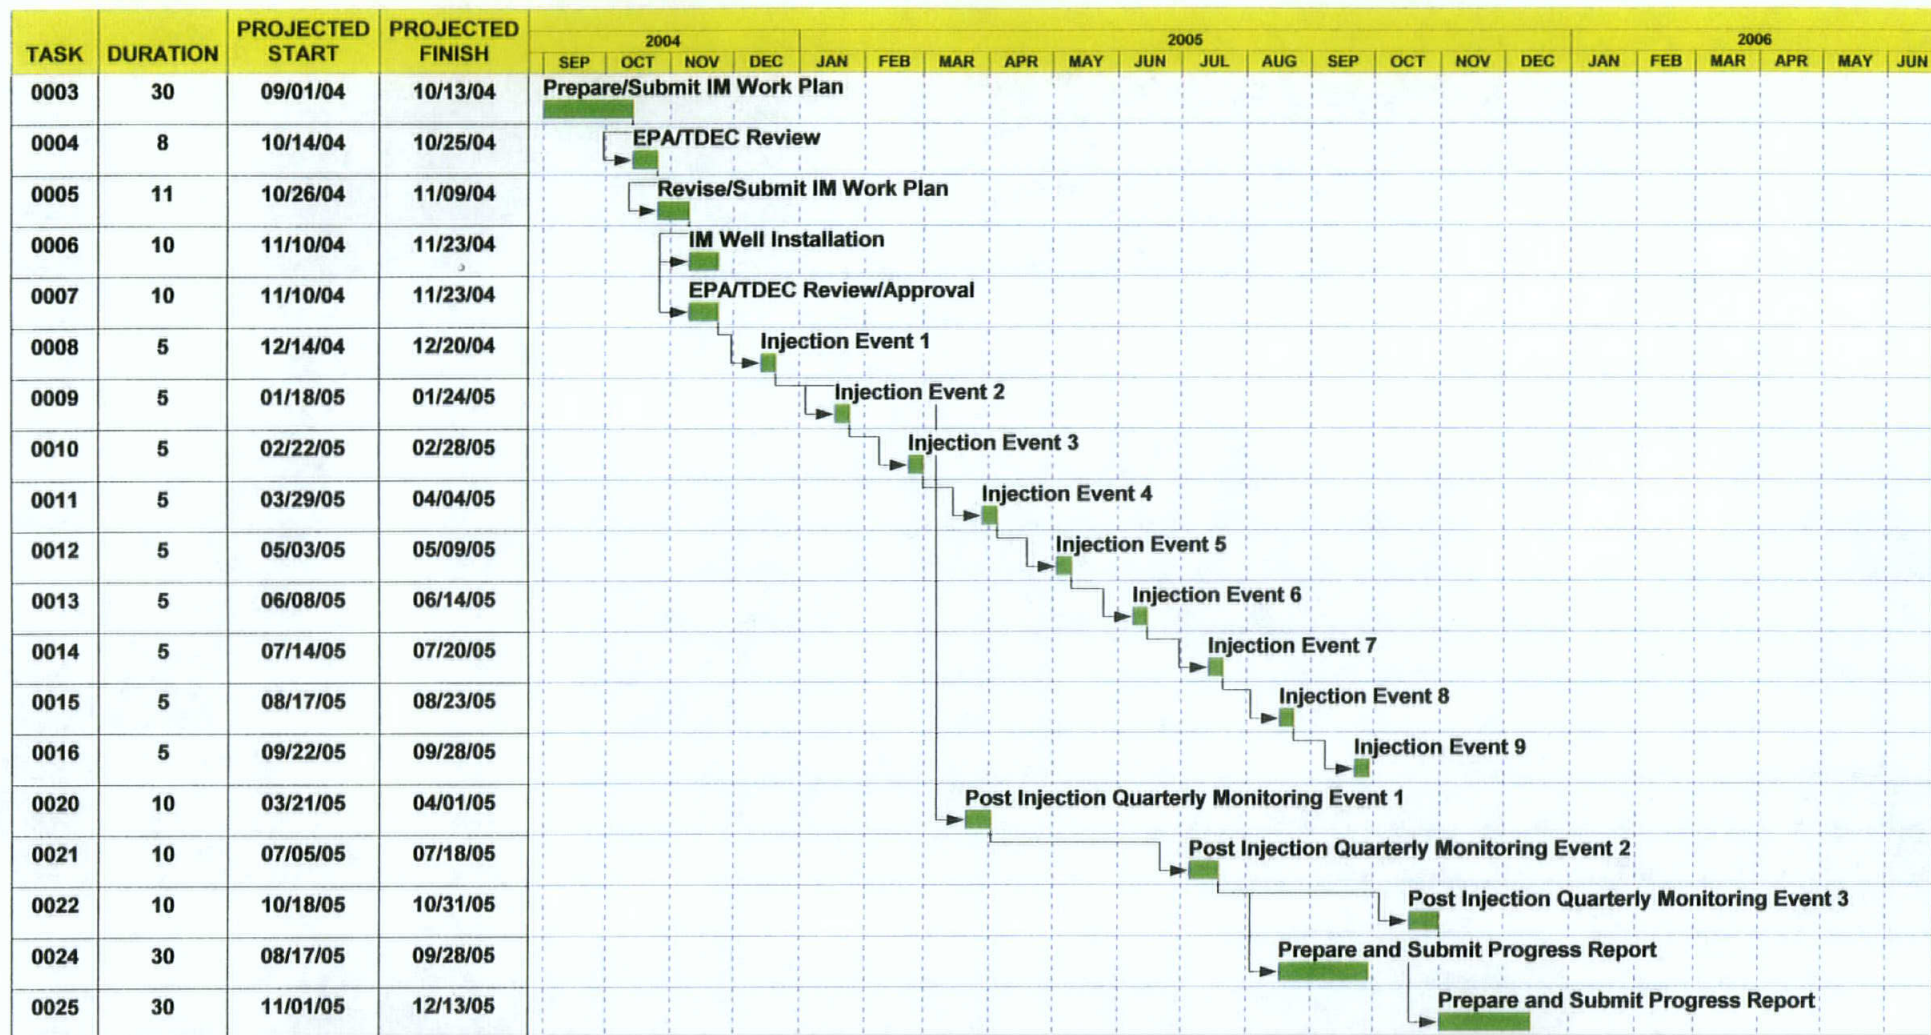 TASK DURATION PROJECTED START PROJECTED FINISH
2004 2005 2006
SEP OCT NOV DEC JAN FEB MAR APR MAY JUN JUL AUG SEP OCT NOV DEC JAN FEB MAR APR MAY JUN
0003 30 09/01/04 10/13/04 Prepare/Submit IM Work Plan
0004 8 10/14/04 10/25/04 EPA/TDEC Review
0005 11 10/26/04 11/09/04 Revise/Submit IM Work Plan
0006 10 11/10/04 11/23/04 IM Well Installation
0007 10 11/10/04 11/23/04 EPA/TDEC Review/Approval
0008 5 12/14/04 12/20/04 Injection Event 1
0009 5 01/18/05 01/24/05 Injection Event 2
0010 5 02/22/05 02/28/05 Injection Event 3
0011 5 03/29/05 04/04/05 Injection Event 4
0012 5 05/03/05 05/09/05 Injection Event 5
0013 5 06/08/05 06/14/05 Injection Event 6
0014 5 07/14/05 07/20/05 Injection Event 7
0015 5 08/17/05 08/23/05 Injection Event 8
0016 5 09/22/05 09/28/05 Injection Event 9
0020 10 03/21/05 04/01/05 Post Injection Quarterly Monitoring Event 1
0021 10 07/05/05 07/18/05 Post Injection Quarterly Monitoring Event 2
0022 10 10/18/05 10/31/05 Post Injection Quarterly Monitoring Event 3
0024 30 08/17/05 09/28/05 Prepare and Submit Progress Report
0025 30 11/01/05 12/13/05 Prepare and Submit Progress Report